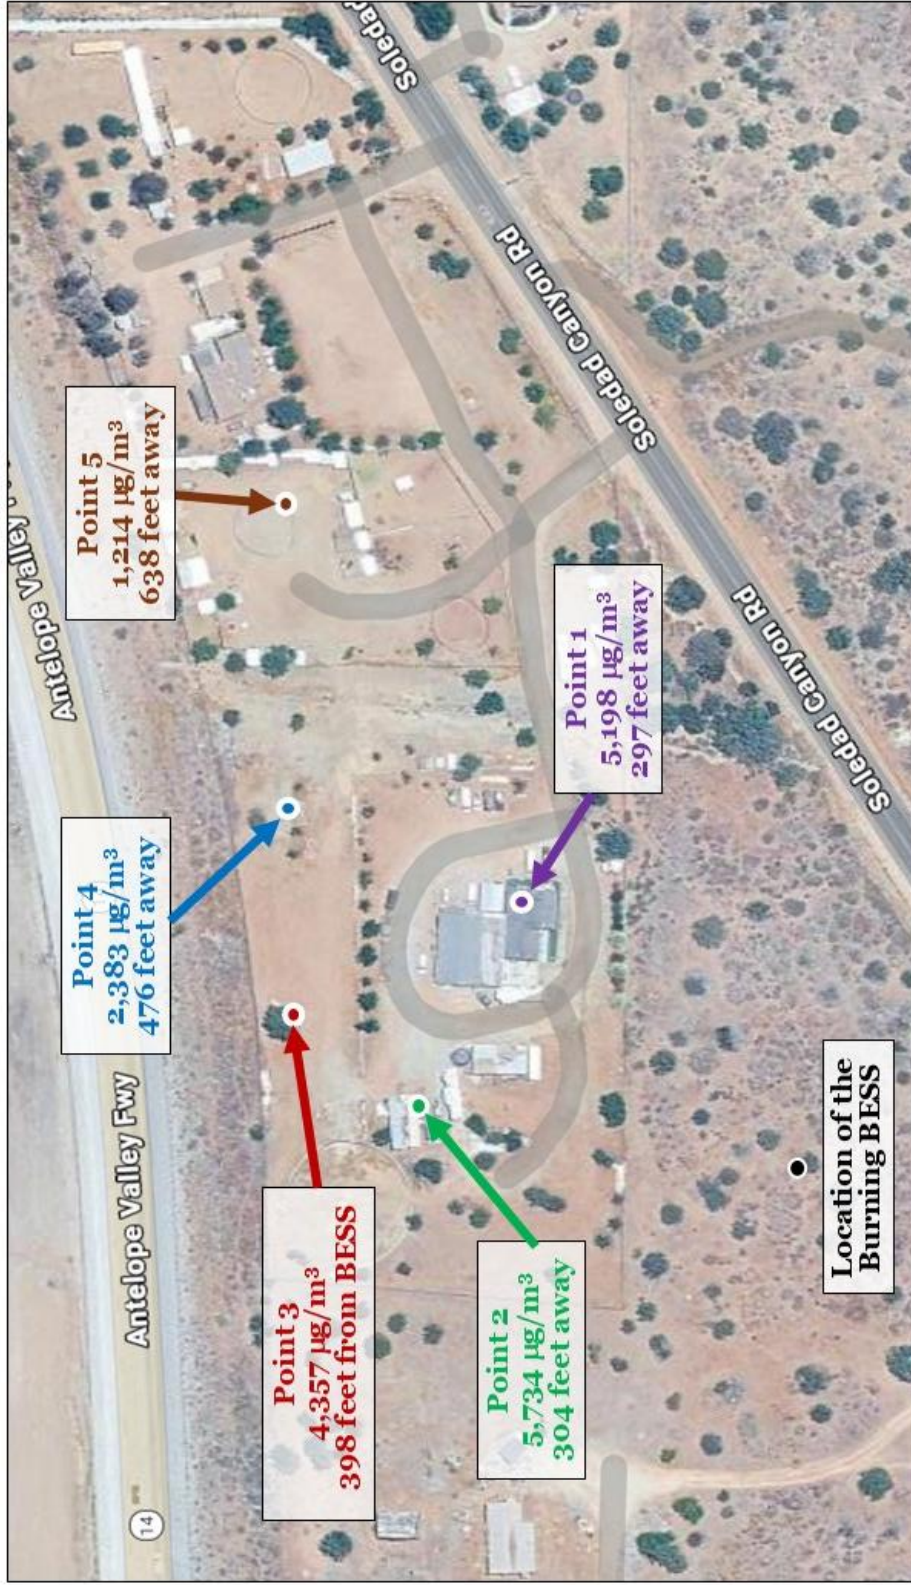 Antelope Valley Fwy
Antelope Valley
14
Point 5
1,214 µg/m³
638 feet away
Point 4
2,383 µg/m³
476 feet away
Point 3
4,357 µg/m³
398 feet from BESS
Point 2
5,734 µg/m³
304 feet away
Point 1
5,198 µg/m³
297 feet away
Location of the
Burning BESS
Soledad Canyon Rd
Soledad Canyon Rd
Soledad